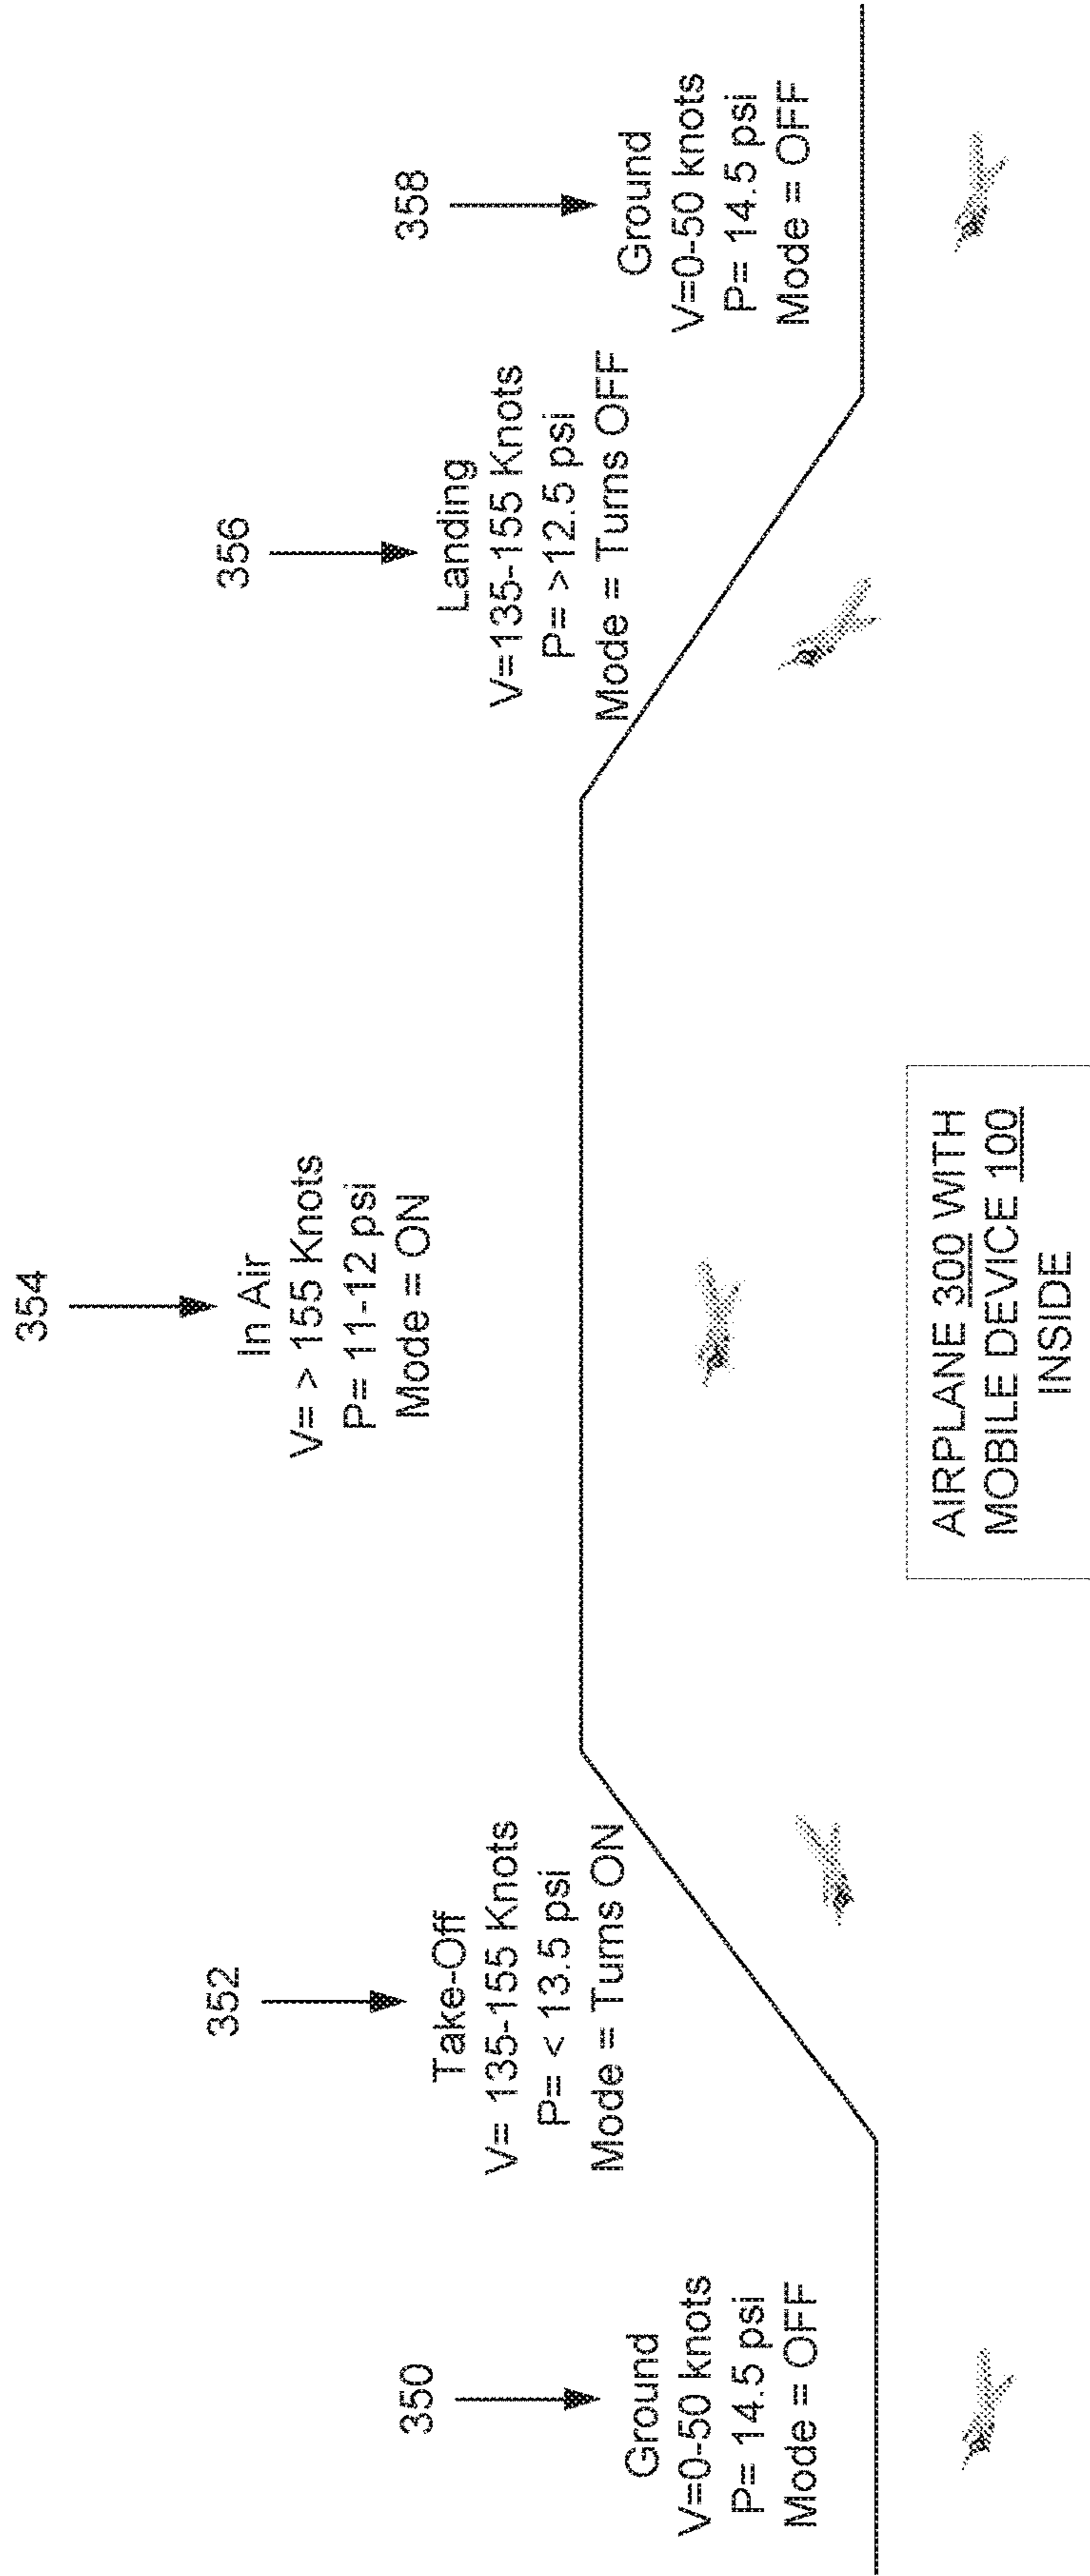 350
Ground
V=0-50 knots
P= 14.5 psi
Mode = OFF
352
Take-Off
V= 135-155 Knots
P= < 13.5 psi
Mode = Turns ON
354
In Air
V= > 155 Knots
P= 11-12 psi
Mode = ON
356
Landing
V=135-155 Knots
P= >12.5 psi
Mode = Turns OFF
358
Ground
V=0-50 knots
P= 14.5 psi
Mode = OFF
AIRPLANE 300 WITH
MOBILE DEVICE 100
INSIDE